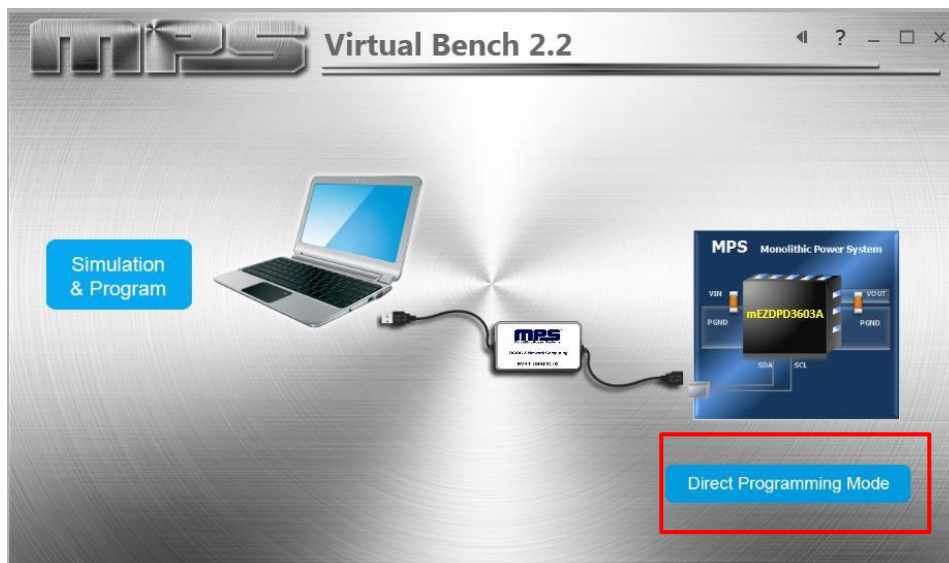 MPS Virtual Bench 2.2
Simulation
& Program
MPS
MPS Monolithic Power System
VIN
VOUT
mEZDPD3603A
PGND
PGND
SDA SCL
Direct Programming Mode